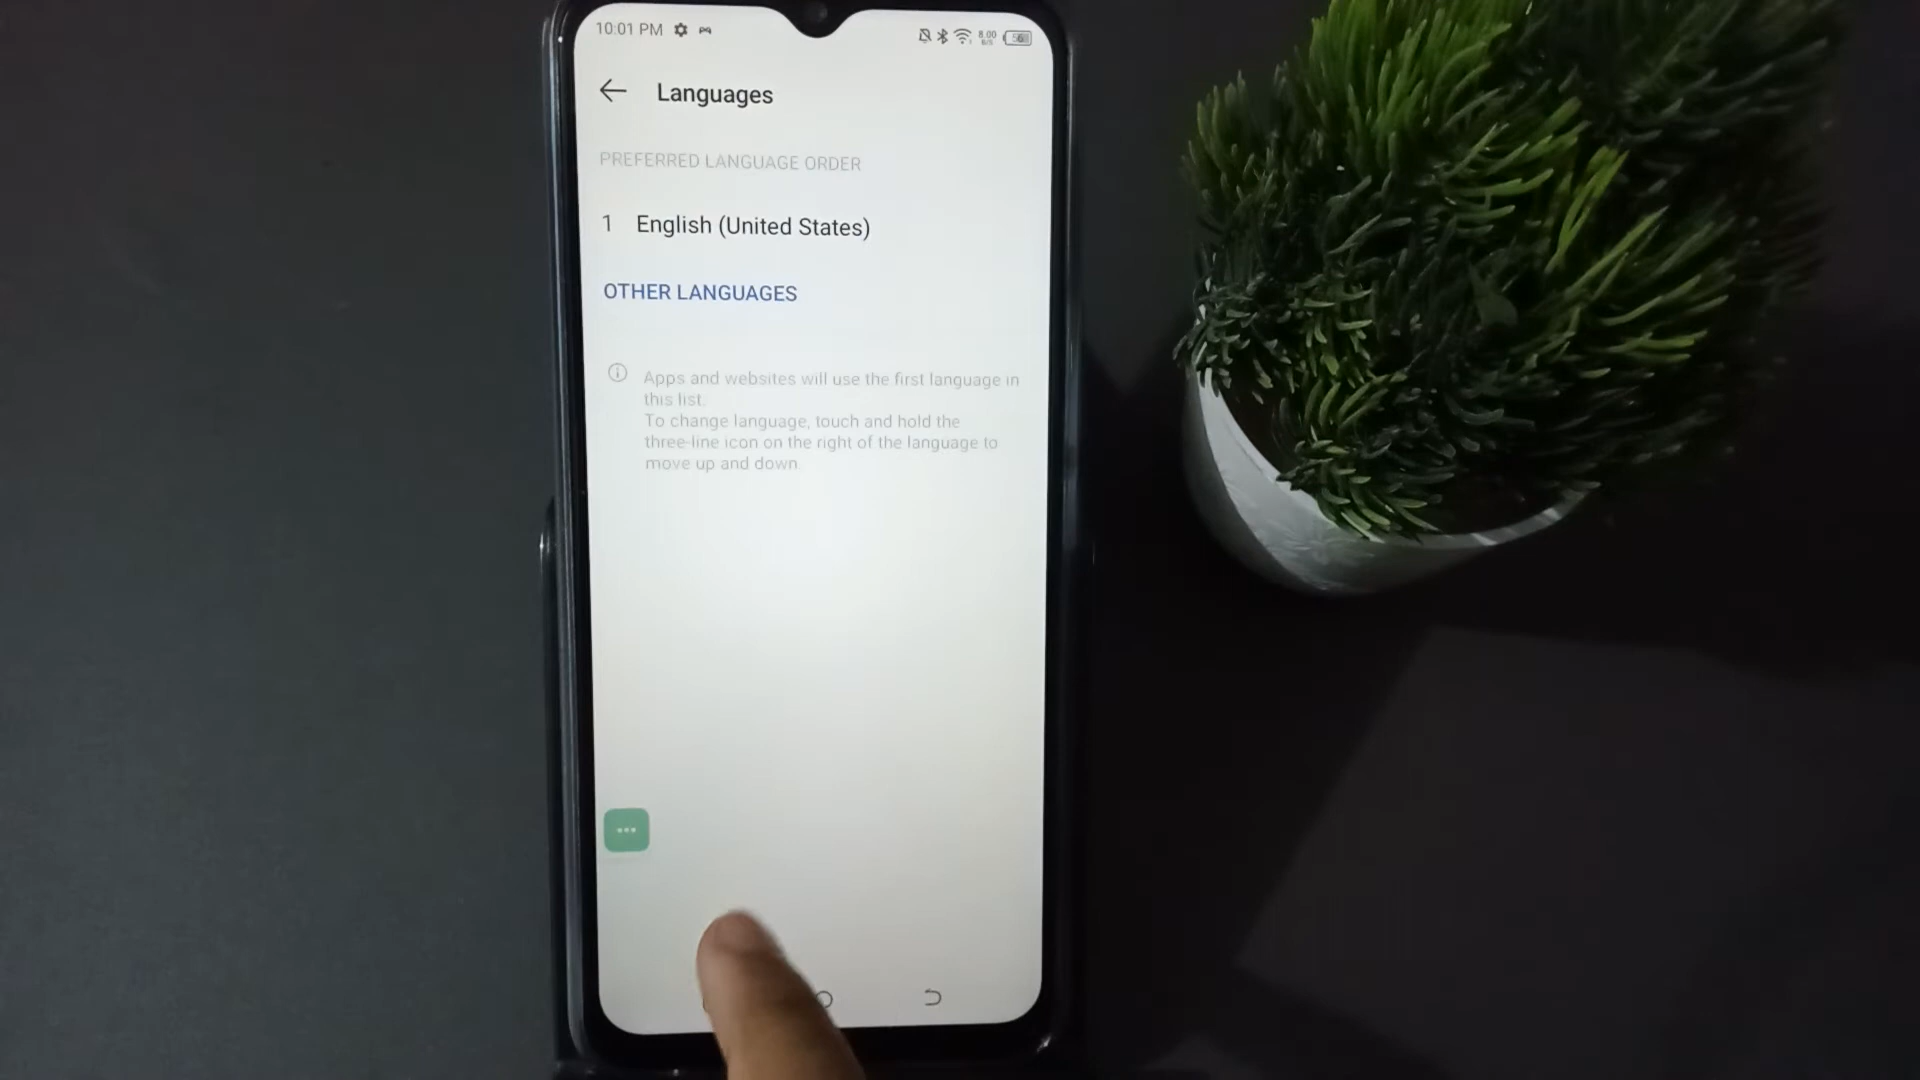 10:01 PM
8.00
B/S
Languages
PREFERRED LANGUAGE ORDER
1 English (United States)
OTHER LANGUAGES
Apps and websites will use the first language in
this list.
To change language, touch and hold the
three-line icon on the right of the language to
move up and down.